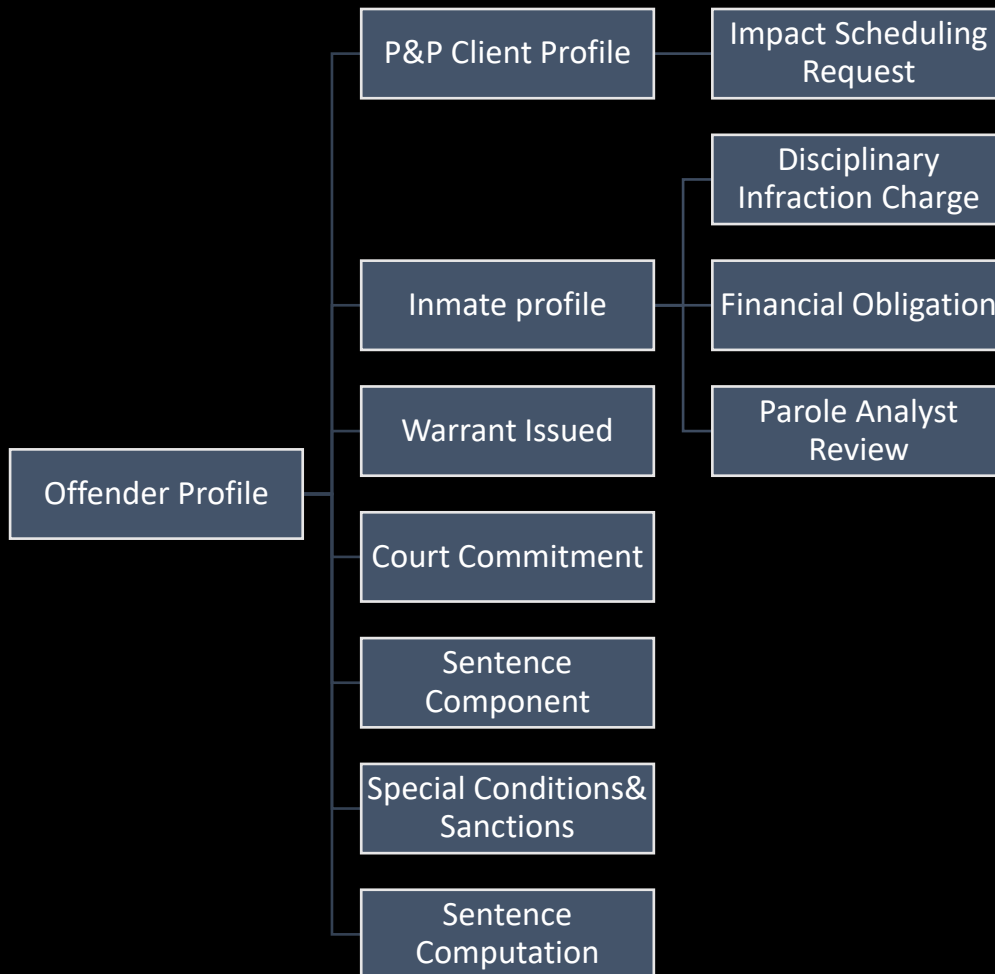 P&P Client Profile
Impact Scheduling
Request
Disciplinary
Infraction Charge
Inmate profile
Financial Obligation
Warrant Issued
Parole Analyst
Review
Offender Profile
Court Commitment
Sentence
Component
Special Conditions&
Sanctions
Sentence
Computation